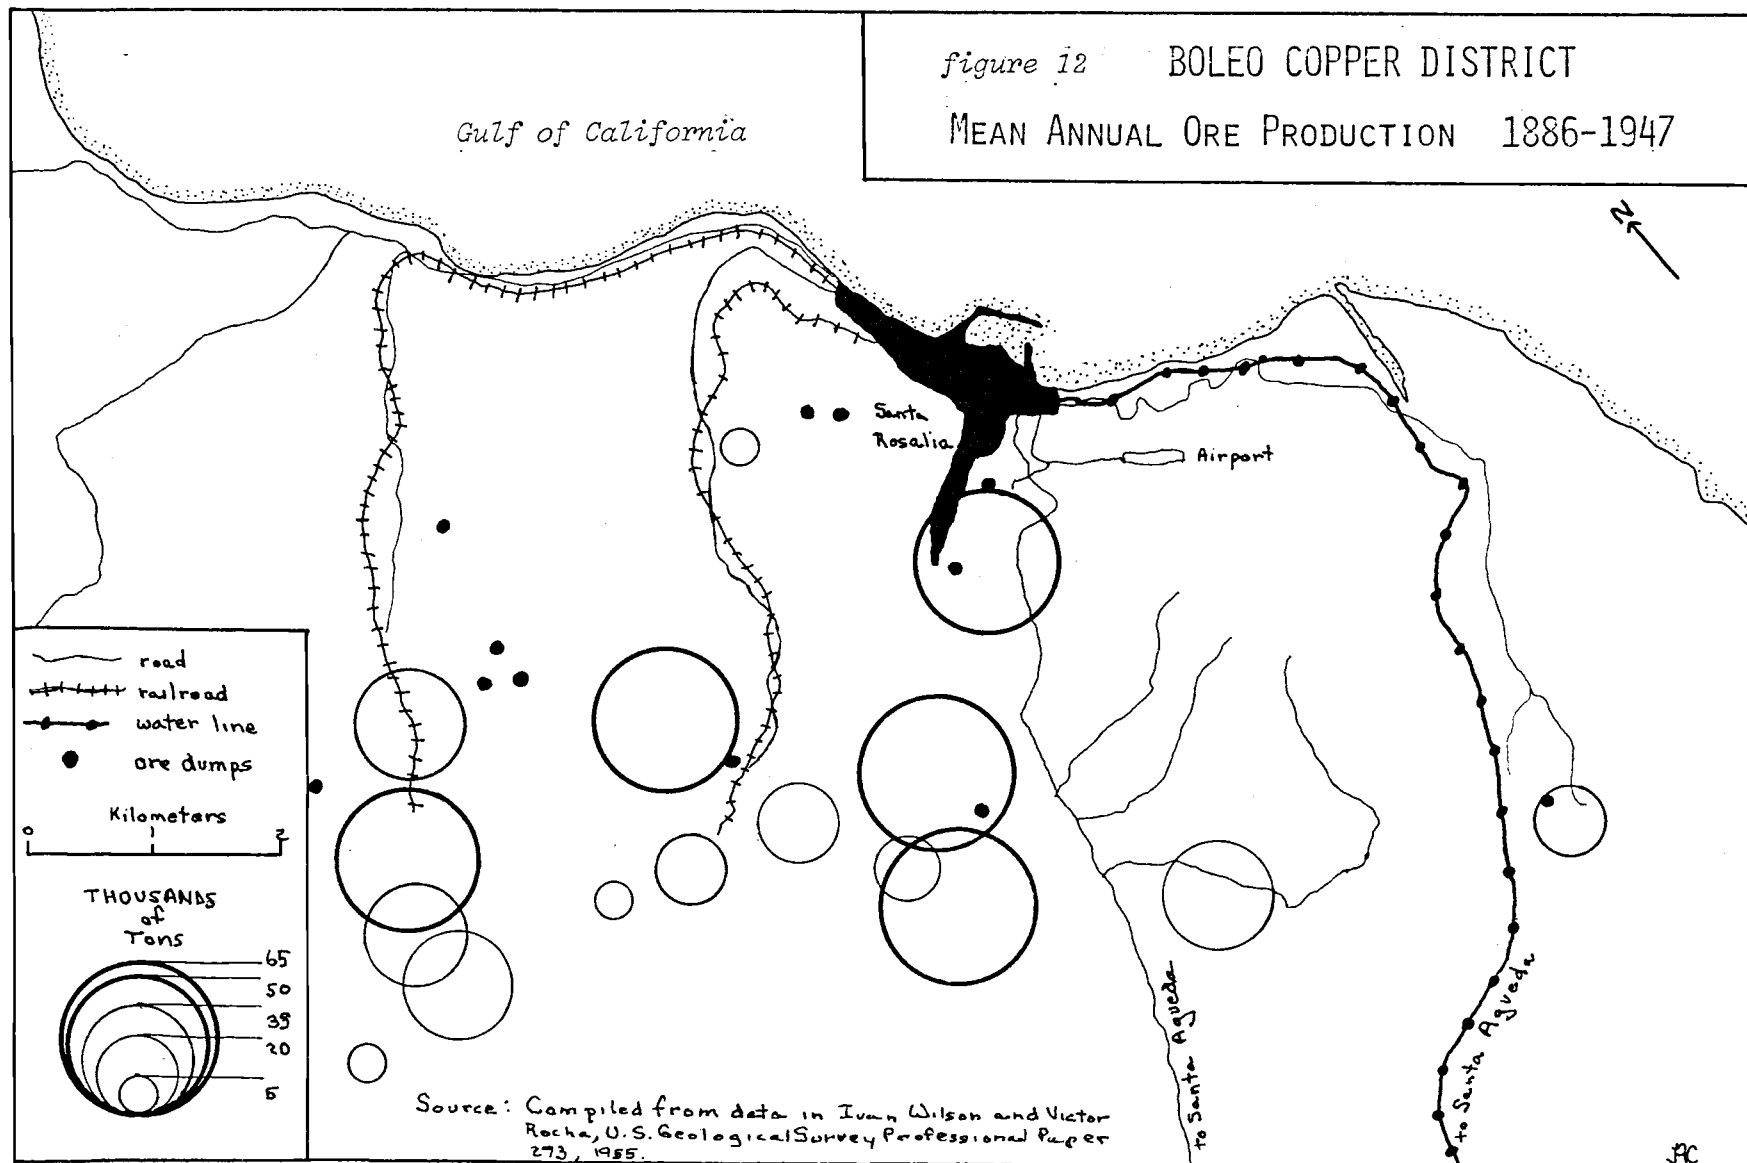 figure 12 BOLEO COPPER DISTRICT
MEAN ANNUAL ORE PRODUCTION 1886-1947
Gulf of California
N
Santa
Rosalia
Airport
road
railroad
water line
ore dumps
Kilometers
0 1 2
THOUSANDS
of
Tons
65
50
35
20
5
to Santa Agueda
to Santa Agueda
Source: Compiled from data in Ivan Wilson and Victor
Rocha, U.S. Geological Survey Professional Paper
273, 1955.